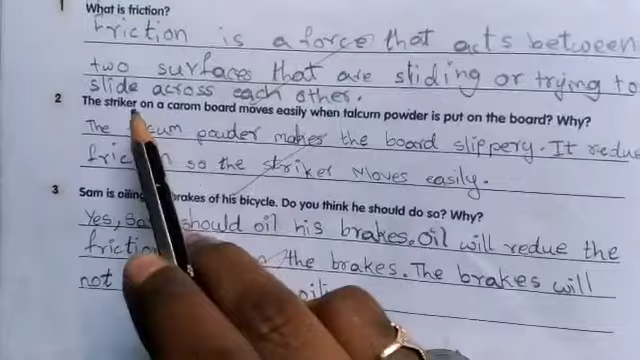 1 What is friction?
Friction is a force that acts between
two surfaces that are sliding or trying to
slide across each other.
2 The striker on a carom board moves easily when talcum powder is put on the board? Why?
The powder makes the board slippery. It redu
so the striker moves easily.
3 Sam is oiling brakes of his bicycle. Do you think he should do so? Why?
Yes, should oil his brakes. Oil will redue the
friction the brakes. The brakes will
not